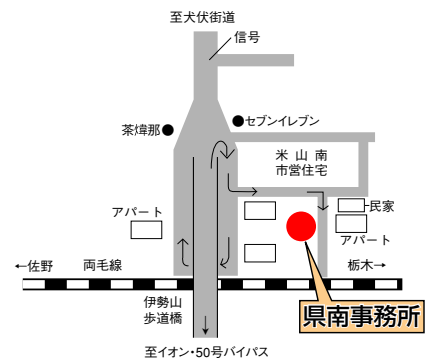 至犬伏街道
信号
セブンイレブン
茶煒那
米山南
市営住宅
民家
アパート
アパート
←佐野
両毛線
栃木→
伊勢山
歩道橋
県南事務所
至イオン・50号バイパス